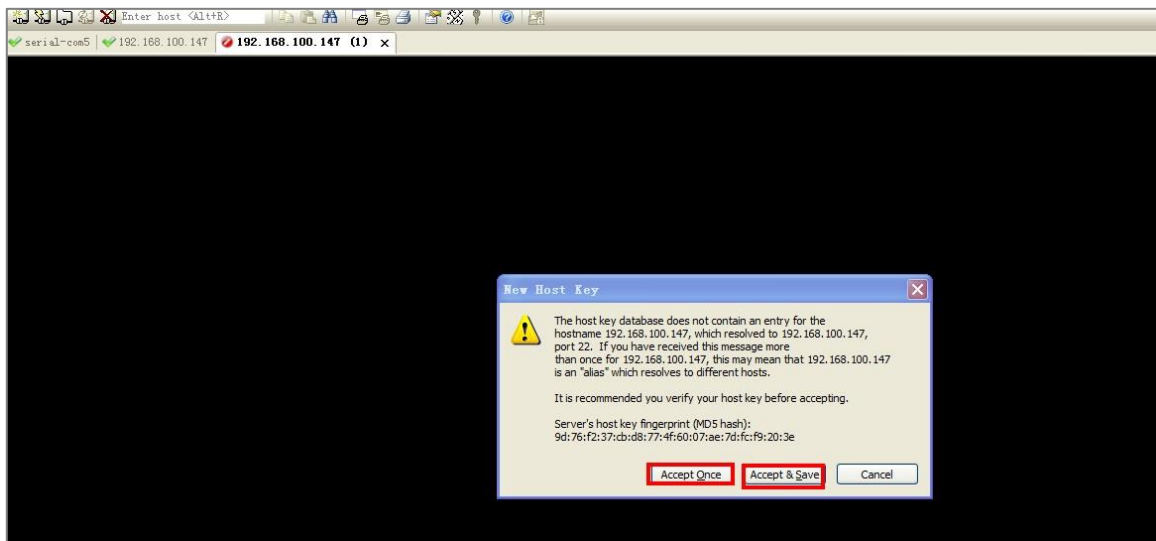 Enter host <Alt+R>
serial-com5 192.168.100.147 192.168.100.147 (1) x
New Host Key
The host key database does not contain an entry for the
hostname 192.168.100.147, which resolved to 192.168.100.147,
port 22. If you have received this message more
than once for 192.168.100.147, this may mean that 192.168.100.147
is an "alias" which resolves to different hosts.
It is recommended you verify your host key before accepting.
Server's host key fingerprint (MD5 hash):
9d:76:f2:37:cb:d8:77:4f:60:07:ae:7d:fc:f9:20:3e
Accept Once Accept & Save Cancel